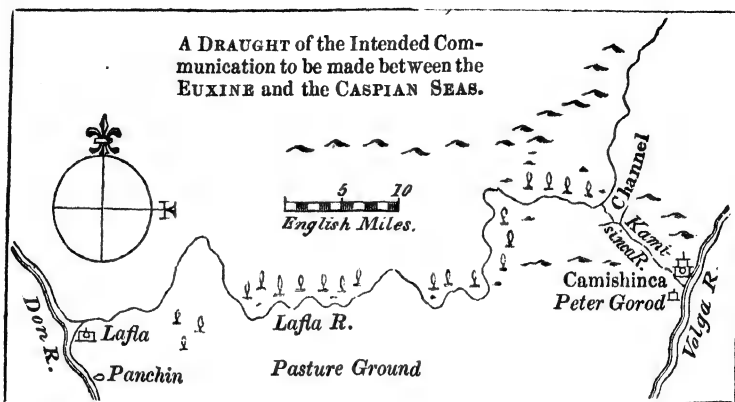 A DRAUGHT of the Intended Com-
munication to be made between the
EUXINE and the CASPIAN SEAS.
5 10
English Miles.
Channel
Kami-
sinca R.
Camishinca
Peter Gorod
Volga R.
Don R.
Lafla
Lafla R.
Panchin
Pasture Ground